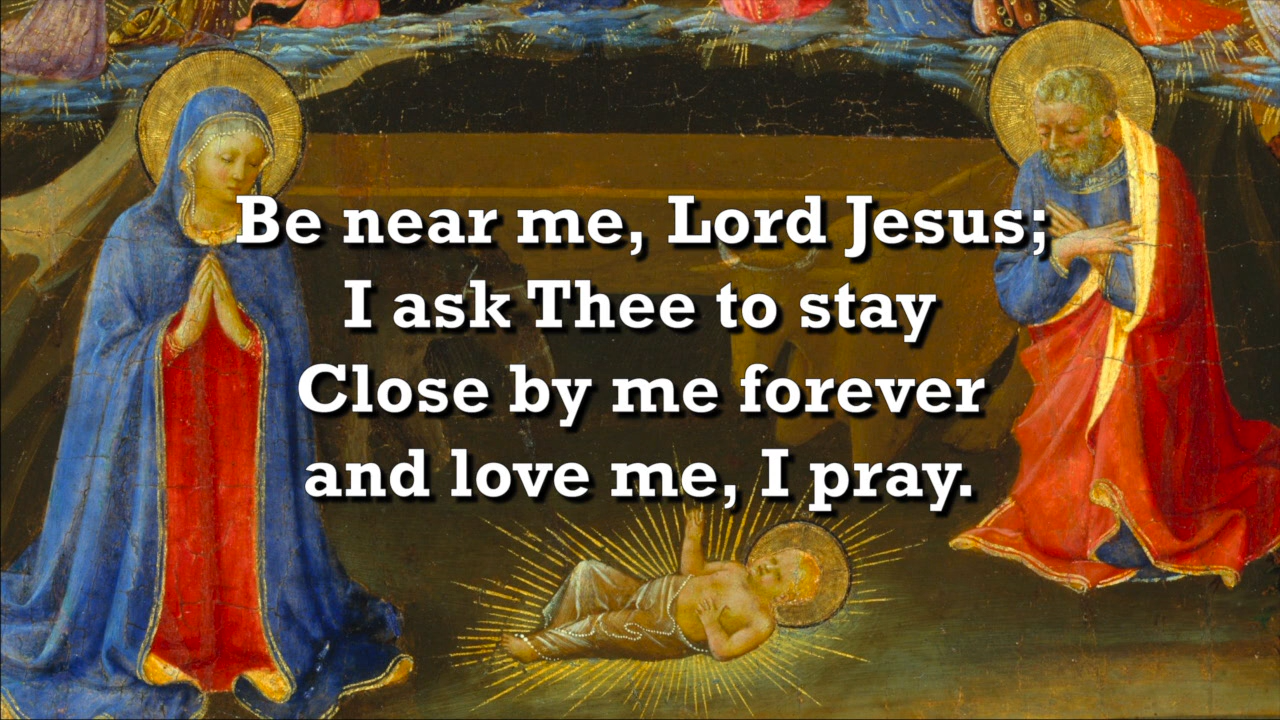 Be near me, Lord Jesus;
I ask Thee to stay
Close by me forever
and love me, I pray.